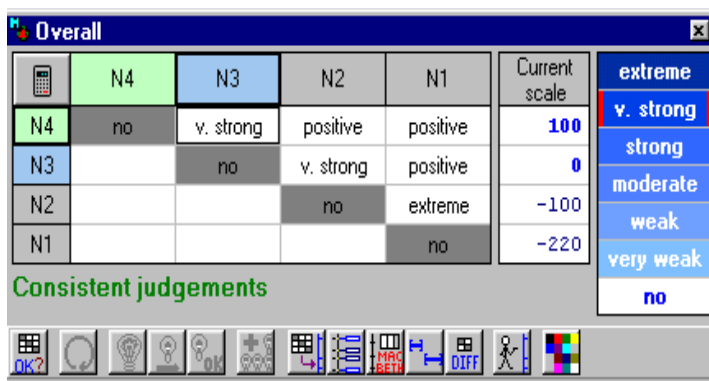 Overall
N4 N3 N2 N1 Current scale
N4 no v. strong positive positive 100
N3 no v. strong positive 0
N2 no extreme -100
N1 no -220
extreme
v. strong
strong
moderate
weak
very weak
no
Consistent judgements
OK? OK MAC BETH DIFF